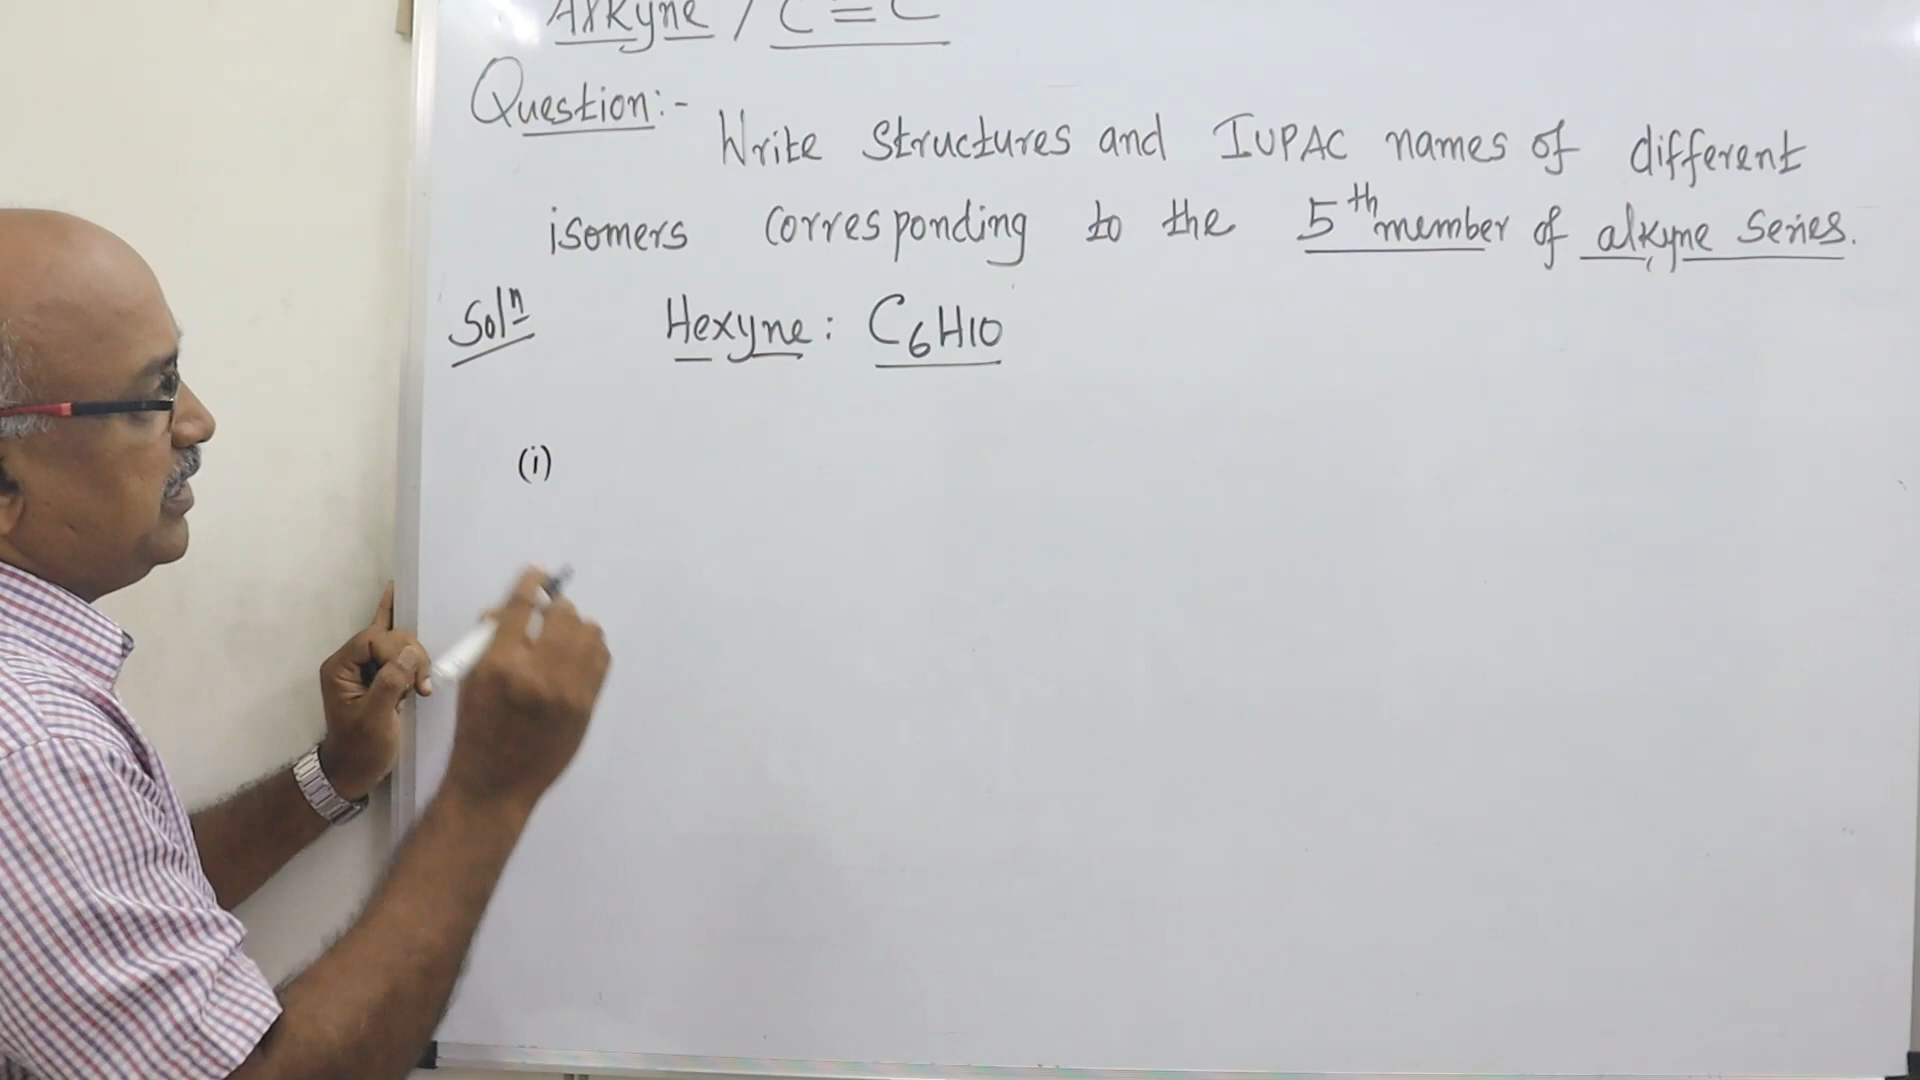 Alkyne / C ≡ C
Question:-
Write Structures and IUPAC names of different
isomers corresponding to the 5th member of alkyne series.
Soln Hexyne: C6H10
(i)